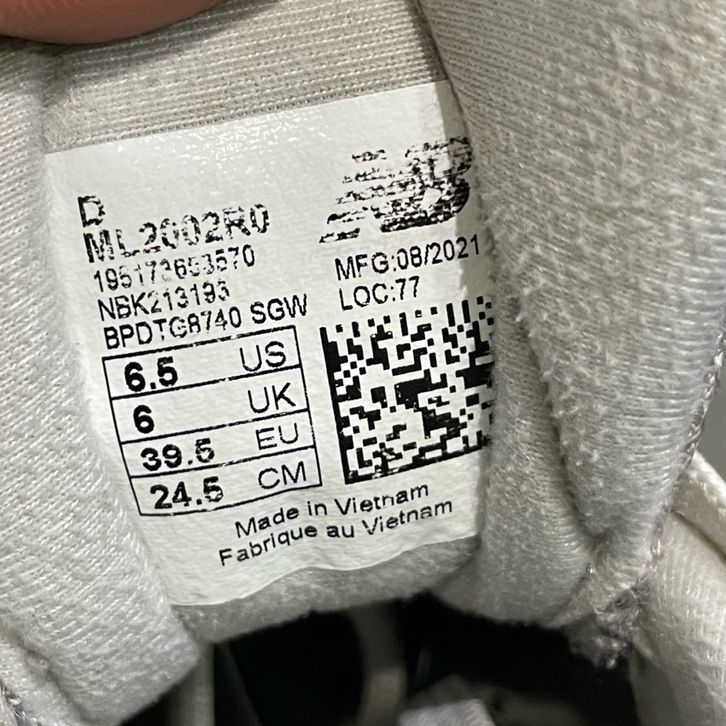 D
ML2002R0
195173653570
NBK213193
BPDTG8740 SGW
NB
MFG:08/2021
LOC:77
6.5 US
6 UK
39.5 EU
24.5 CM
Made in Vietnam
Fabrique au Vietnam